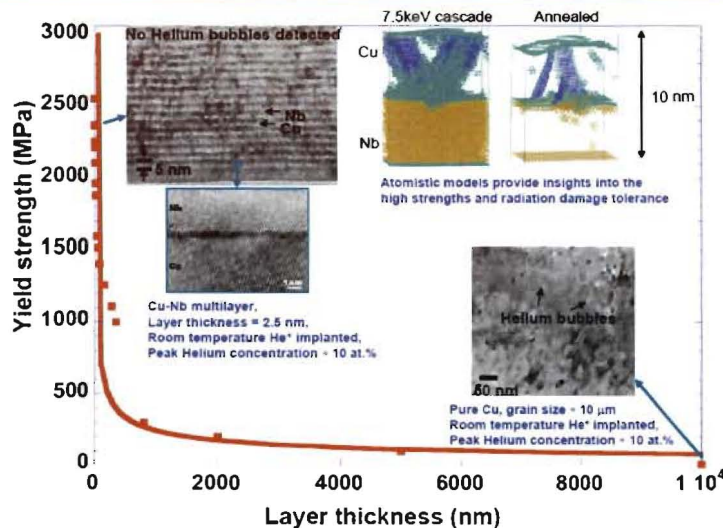 3000
2500
2000
1500
1000
500
0
Yield strength (MPa)
No Helium bubbles detected
Nb
Cu
5 nm
Cu-Nb multilayer,
Layer thickness = 2.5 nm,
Room temperature He⁺ implanted,
Peak Helium concentration ~ 10 at.%
7.5keV cascade
Annealed
Cu
Nb
10 nm
Atomistic models provide insights into the
high strengths and radiation damage tolerance
Helium bubbles
50 nm
Pure Cu, grain size ~ 10 µm
Room temperature He⁺ implanted,
Peak Helium concentration ~ 10 at.%
0
2000
4000
6000
8000
1 10⁴
Layer thickness (nm)